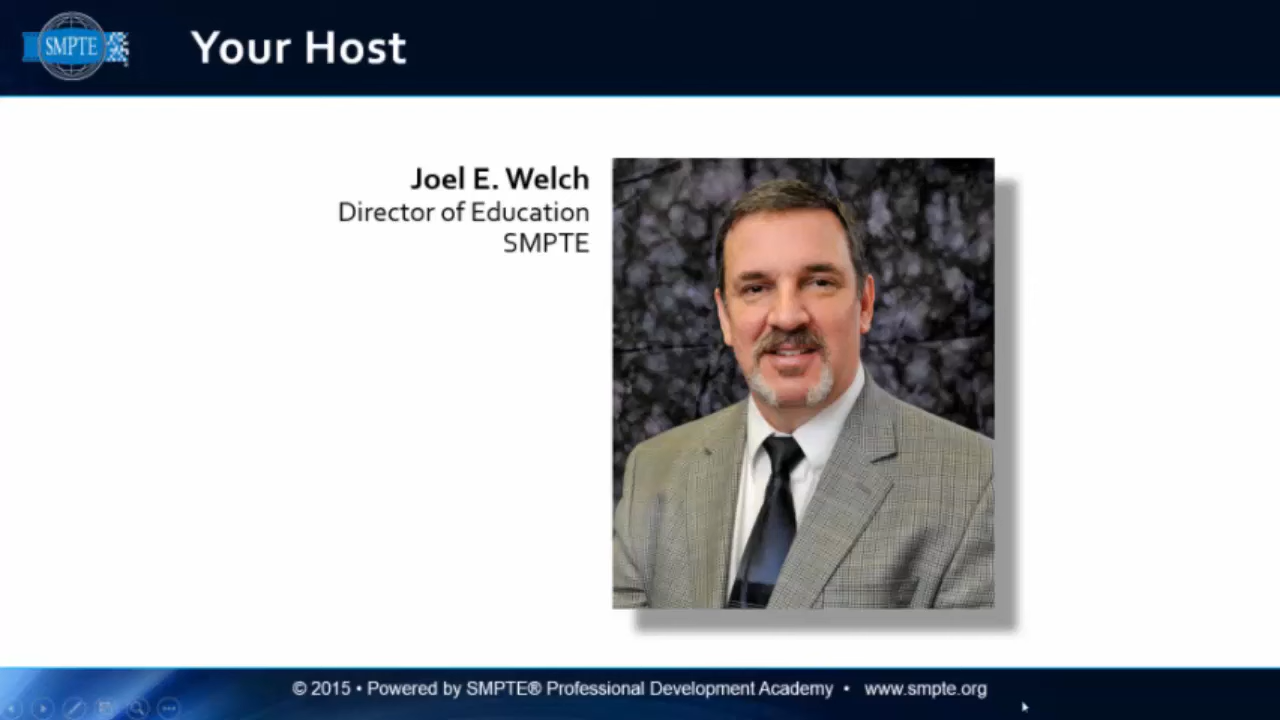 SMPTE
Your Host
Joel E. Welch
Director of Education
SMPTE
© 2015 • Powered by SMPTE® Professional Development Academy • www.smpte.org